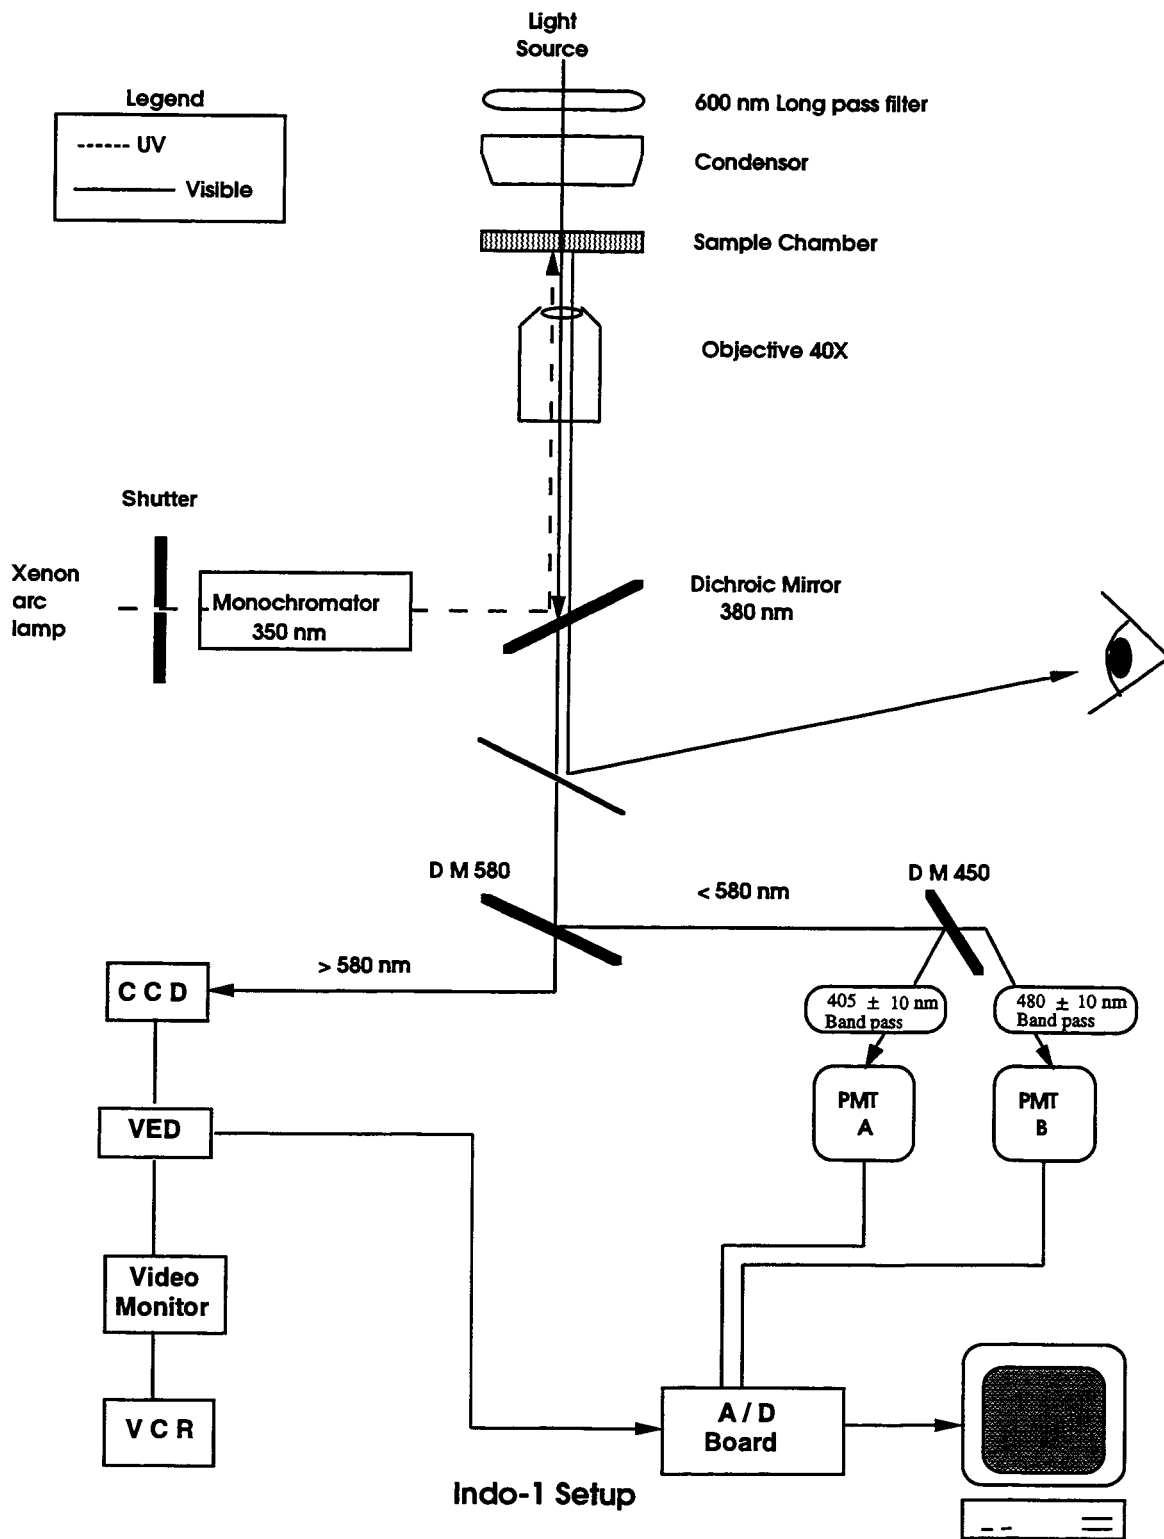 Light
Source
Legend
UV
Visible
600 nm Long pass filter
Condensor
Sample Chamber
Objective 40X
Shutter
Xenon
arc
lamp
Monochromator
350 nm
Dichroic Mirror
380 nm
D M 580
< 580 nm
D M 450
> 580 nm
C C D
405 ± 10 nm
Band pass
480 ± 10 nm
Band pass
PMT
A
PMT
B
VED
Video
Monitor
V C R
A / D
Board
Indo-1 Setup